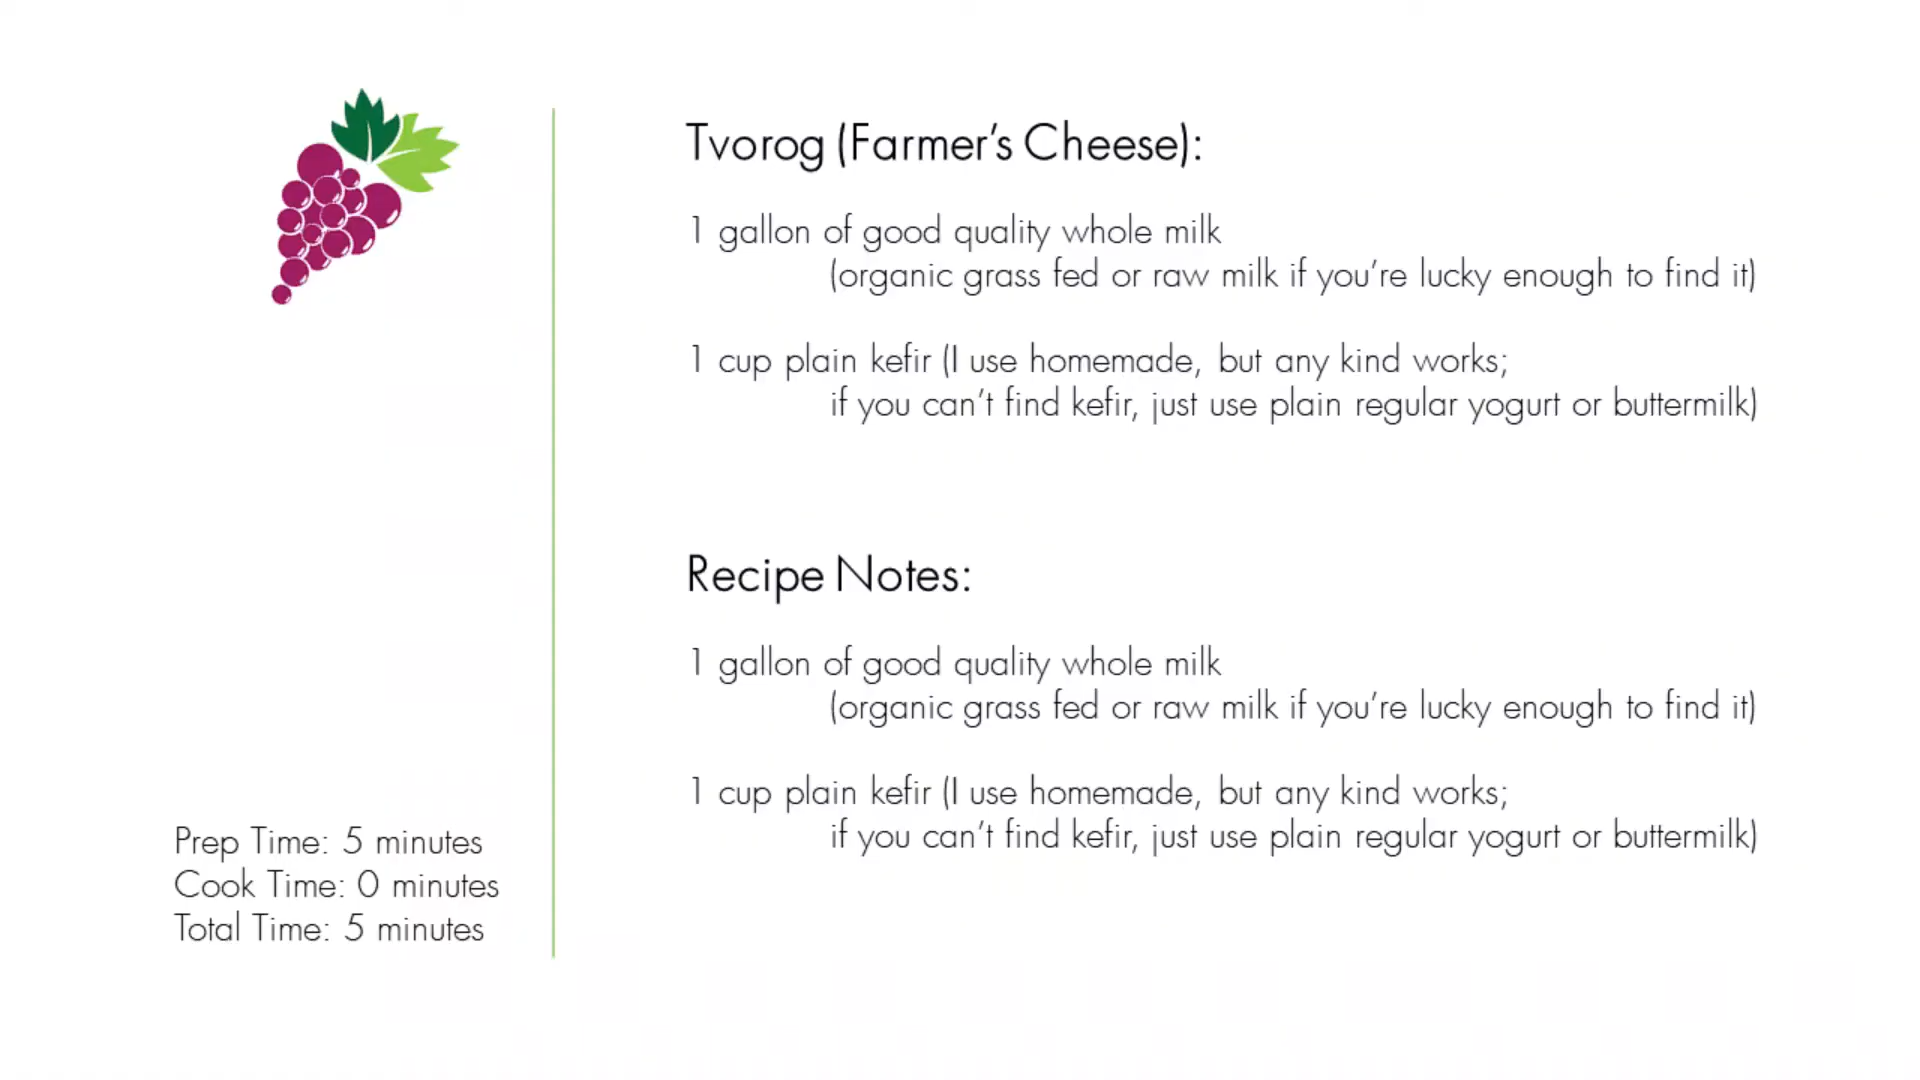 Tvorog (Farmer’s Cheese):
1 gallon of good quality whole milk
(organic grass fed or raw milk if you’re lucky enough to find it)
1 cup plain kefir (I use homemade, but any kind works;
if you can’t find kefir, just use plain regular yogurt or buttermilk)
Recipe Notes:
1 gallon of good quality whole milk
(organic grass fed or raw milk if you’re lucky enough to find it)
1 cup plain kefir (I use homemade, but any kind works;
if you can’t find kefir, just use plain regular yogurt or buttermilk)
Prep Time: 5 minutes
Cook Time: 0 minutes
Total Time: 5 minutes